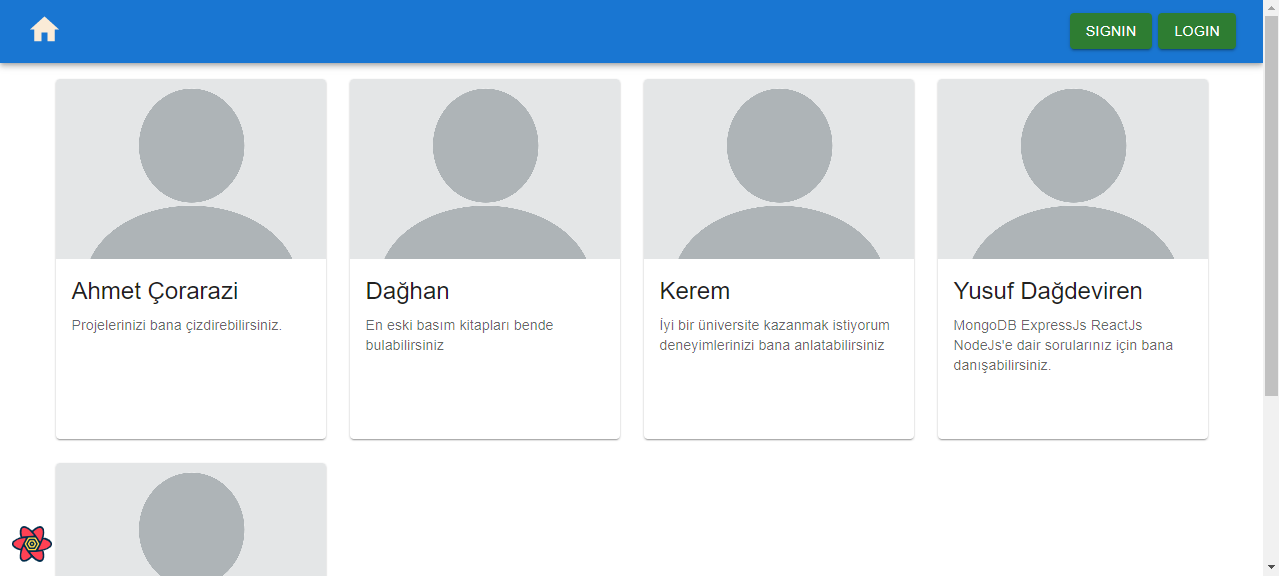 SIGNIN LOGIN
Ahmet Çorarazi
Projelerinizi bana çizdirebilirsiniz.
Dağhan
En eski basım kitapları bende
bulabilirsiniz
Kerem
İyi bir üniversite kazanmak istiyorum
deneyimlerinizi bana anlatabilirsiniz
Yusuf Dağdeviren
MongoDB ExpressJs ReactJs
NodeJs'e dair sorularınız için bana
danışabilirsiniz.